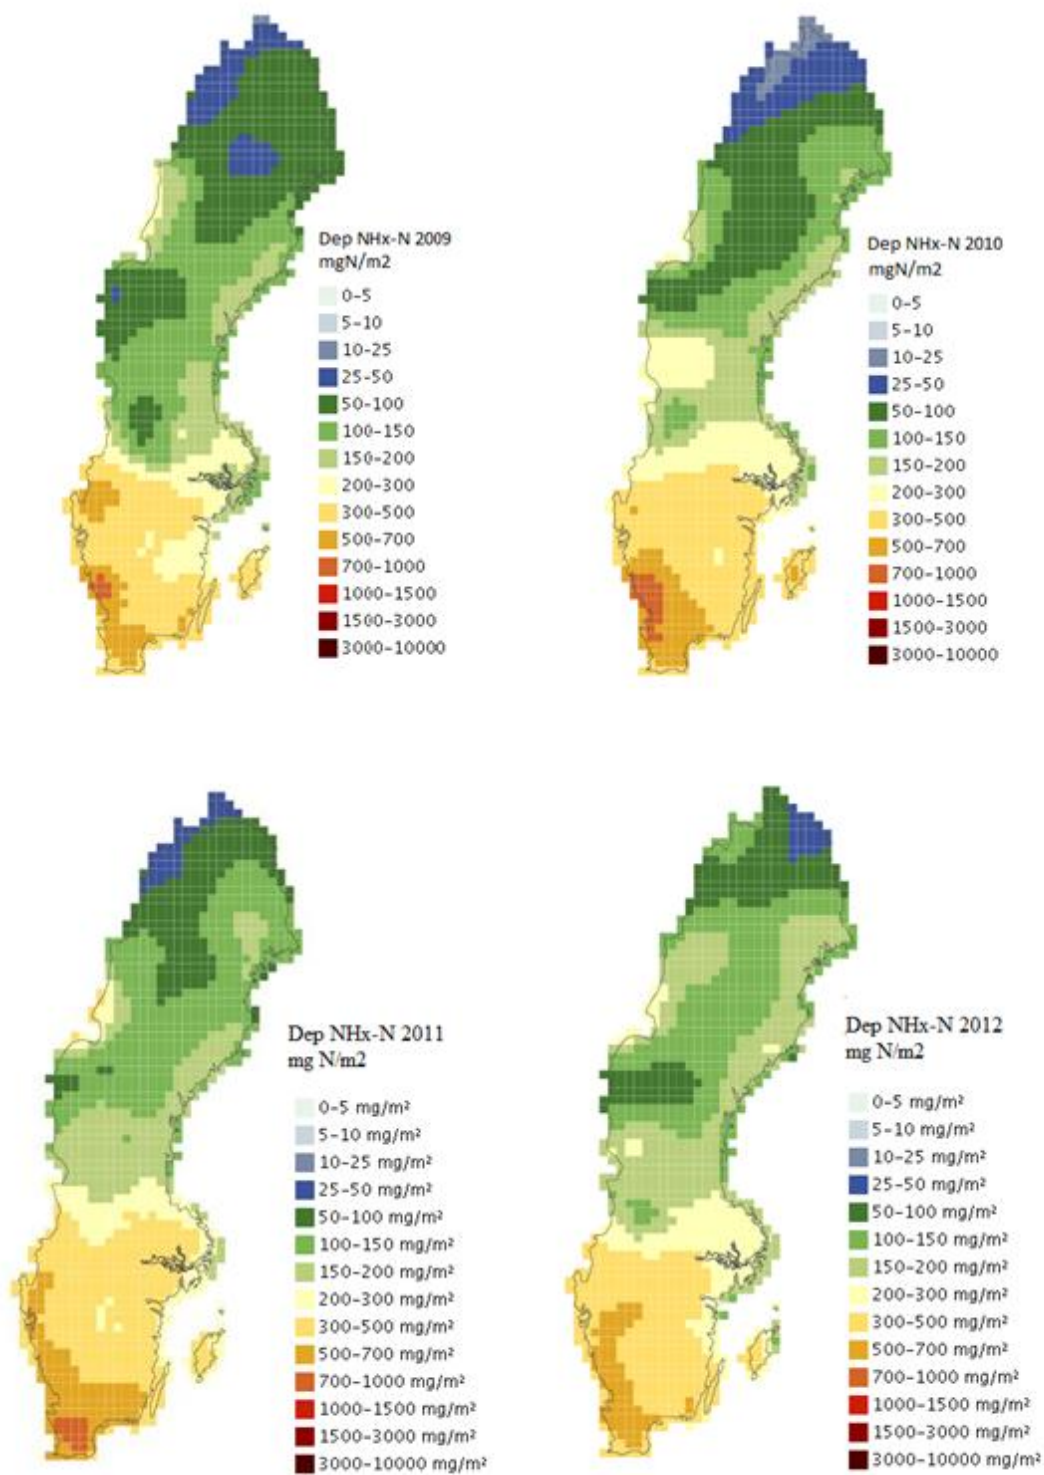 Dep NHx-N 2009
mgN/m2
0-5
5-10
10-25
25-50
50-100
100-150
150-200
200-300
300-500
500-700
700-1000
1000-1500
1500-3000
3000-10000
Dep NHx-N 2010
mgN/m2
0-5
5-10
10-25
25-50
50-100
100-150
150-200
200-300
300-500
500-700
700-1000
1000-1500
1500-3000
3000-10000
Dep NHx-N 2011
mg N/m2
0-5 mg/m²
5-10 mg/m²
10-25 mg/m²
25-50 mg/m²
50-100 mg/m²
100-150 mg/m²
150-200 mg/m²
200-300 mg/m²
300-500 mg/m²
500-700 mg/m²
700-1000 mg/m²
1000-1500 mg/m²
1500-3000 mg/m²
3000-10000 mg/m²
Dep NHx-N 2012
mg N/m2
0-5 mg/m²
5-10 mg/m²
10-25 mg/m²
25-50 mg/m²
50-100 mg/m²
100-150 mg/m²
150-200 mg/m²
200-300 mg/m²
300-500 mg/m²
500-700 mg/m²
700-1000 mg/m²
1000-1500 mg/m²
1500-3000 mg/m²
3000-10000 mg/m²